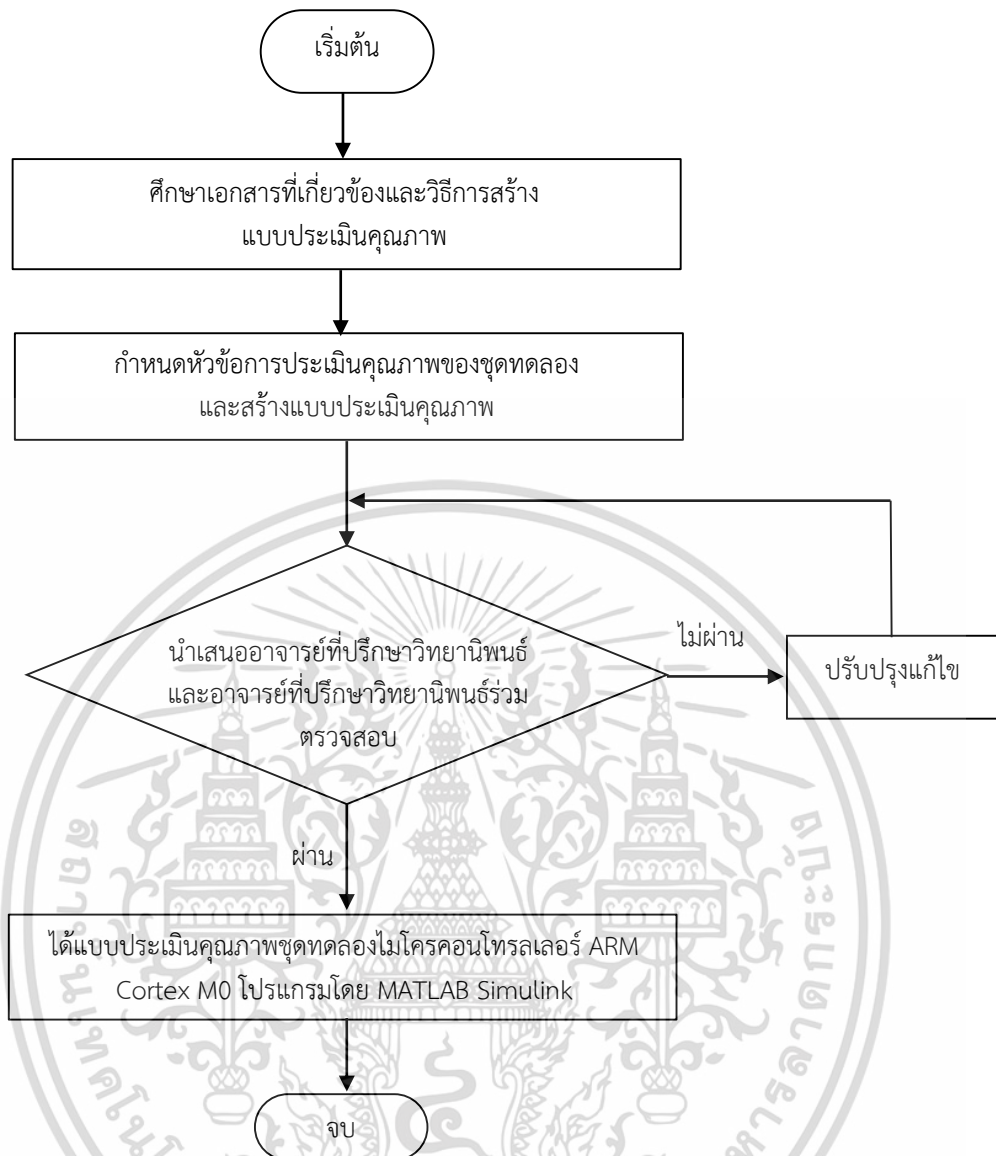 เริ่มต้น
ศึกษาเอกสารที่เกี่ยวข้องและวิธีการสร้าง
แบบประเมินคุณภาพ
กำหนดหัวข้อการประเมินคุณภาพของชุดทดลอง
และสร้างแบบประเมินคุณภาพ
นำเสนออาจารย์ที่ปรึกษาวิทยานิพนธ์
และอาจารย์ที่ปรึกษาวิทยานิพนธ์ร่วม
ตรวจสอบ
ไม่ผ่าน
ปรับปรุงแก้ไข
ผ่าน
ได้แบบประเมินคุณภาพชุดทดลองไมโครคอนโทรลเลอร์ ARM
Cortex M0 โปรแกรมโดย MATLAB Simulink
จบ